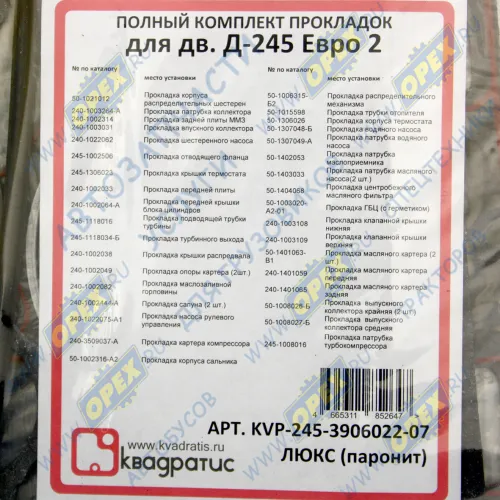 ПОЛНЫЙ КОМПЛЕКТ ПРОКЛАДОК
для дв. Д-245 Евро 2
№ по каталогу
место установки
50-1021012 Прокладка корпуса
распределительных шестерен
240-1003264-А Прокладка патрубка коллектора
240-1002314 Прокладка задней плиты ММЗ
240-1003031 Прокладка впускного коллектора
240-1022062 Прокладка шестеренного насоса
245-1002506 Прокладка отводящего фланца
245-1306023 Прокладка крышки термостата
240-1002033 Прокладка передней плиты
240-1002064-А Прокладка передней крышки
блока цилиндров
245-1118016 Прокладка подводящей трубки
турбины
245-1118034-Б Прокладка турбинного выхода
240-1002038 Прокладка крышки распредвала
240-1002049 Прокладка опоры картера (2шт.)
240-1002082 Прокладка маслозаливной
горловины
240-1002444-А Прокладка сапуна (2 шт.)
240-1022075-А1 Прокладка насоса рулевого
управления
240-3509037-А Прокладка картера компрессора
50-1002316-А2 Прокладка корпуса сальника
№ по каталогу
место установки
50-1006315-
Б2 Прокладка распределительного
механизма
50-1015598 Прокладка трубки отопителя
50-1306026 Прокладка корпуса термостата
50-1307048-Б Прокладка водяного насоса
50-1307049-А Прокладка патрубка водяного
насоса
50-1402053 Прокладка патрубка
маслоприемника
50-1403033 Прокладка патрубка масляного
насоса(2 шт.)
50-1404068 Прокладка центробежного
масляного фильтра
50-1003020-
А2-01 Прокладка ГБЦ (с герметиком)
240-1003108 Прокладка клапанной крышки
нижняя
240-1003109 Прокладка клапанной крышки
верхняя
50-1401063-
В1 Прокладка масляного картера (2
шт.)
240-1401059 Прокладка масляного картера
передняя
240-1401065 Прокладка масляного картера
задняя
50-1008026-Б Прокладка выпускного
коллектора крайняя (2 шт.)
50-1008027-Б Прокладка выпускного
коллектора средняя
245-1008016 Прокладка патрубка
турбокомпрессора
4 665311 852647
АРТ. KVP-245-3906022-07
ЛЮКС (паронит)
www.kvadratis.ru
КВАДРАТИС